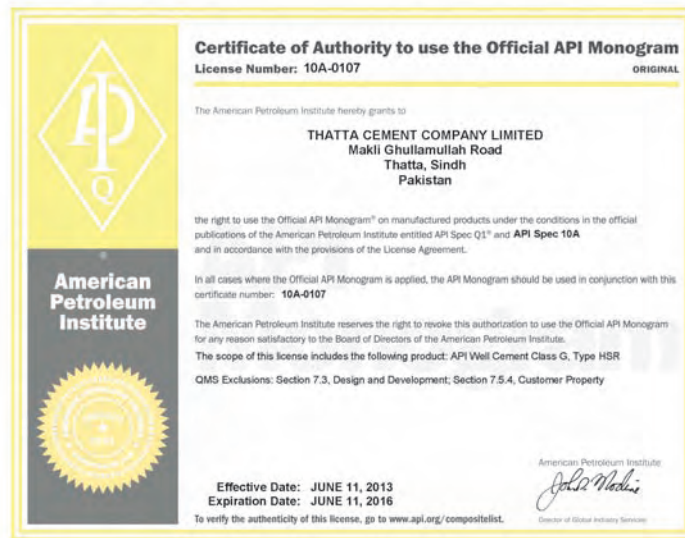 Certificate of Authority to use the Official API Monogram
License Number: 10A-0107
ORIGINAL
The American Petroleum Institute hereby grants to
THATTA CEMENT COMPANY LIMITED
Makli Ghullamullah Road
Thatta, Sindh
Pakistan
the right to use the Official API Monogram® on manufactured products under the conditions in the official
publications of the American Petroleum Institute entitled API Spec Q1® and API Spec 10A
and in accordance with the provisions of the License Agreement.
In all cases where the Official API Monogram is applied, the API Monogram should be used in conjunction with this
certificate number: 10A-0107
The American Petroleum Institute reserves the right to revoke this authorization to use the Official API Monogram
for any reason satisfactory to the Board of Directors of the American Petroleum Institute.
The scope of this license includes the following product: API Well Cement Class G, Type HSR
QMS Exclusions: Section 7.3, Design and Development; Section 7.5.4, Customer Property
API
Q
American
Petroleum
Institute
American Petroleum Institute
Effective Date: JUNE 11, 2013
Expiration Date: JUNE 11, 2016
To verify the authenticity of this license, go to www.api.org/compositelist.
Director of Global Industry Services